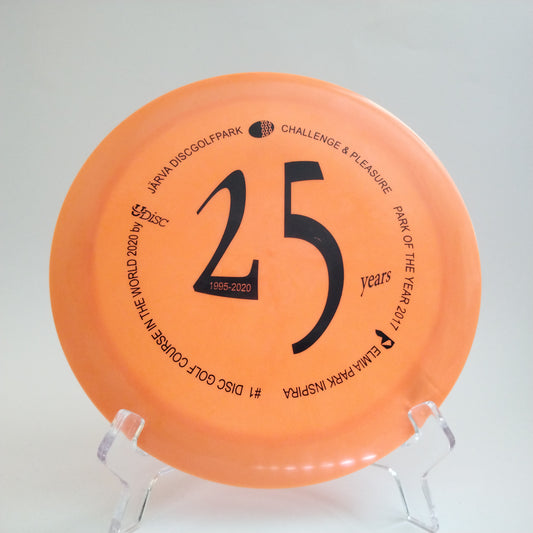 JÄRVA DISCGOLFPARK CHALLENGE & PLEASURE
PARK OF THE YEAR 2017 ELMIA PARK INSPIRA
#1 DISC GOLF COURSE IN THE WORLD 2020 by UDisc
25
1995-2020
years